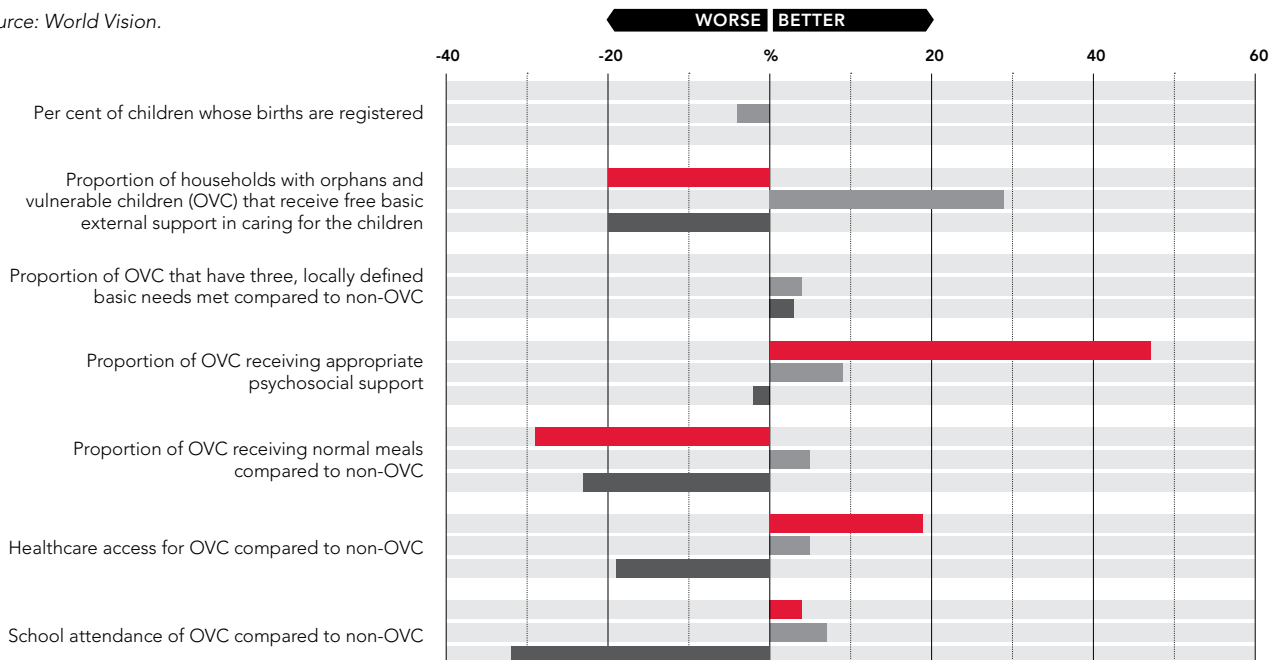 urce: World Vision.
WORSE BETTER
-40 -20 % 20 40 60
Per cent of children whose births are registered
Proportion of households with orphans and
vulnerable children (OVC) that receive free basic
external support in caring for the children
Proportion of OVC that have three, locally defined
basic needs met compared to non-OVC
Proportion of OVC receiving appropriate
psychosocial support
Proportion of OVC receiving normal meals
compared to non-OVC
Healthcare access for OVC compared to non-OVC
School attendance of OVC compared to non-OVC